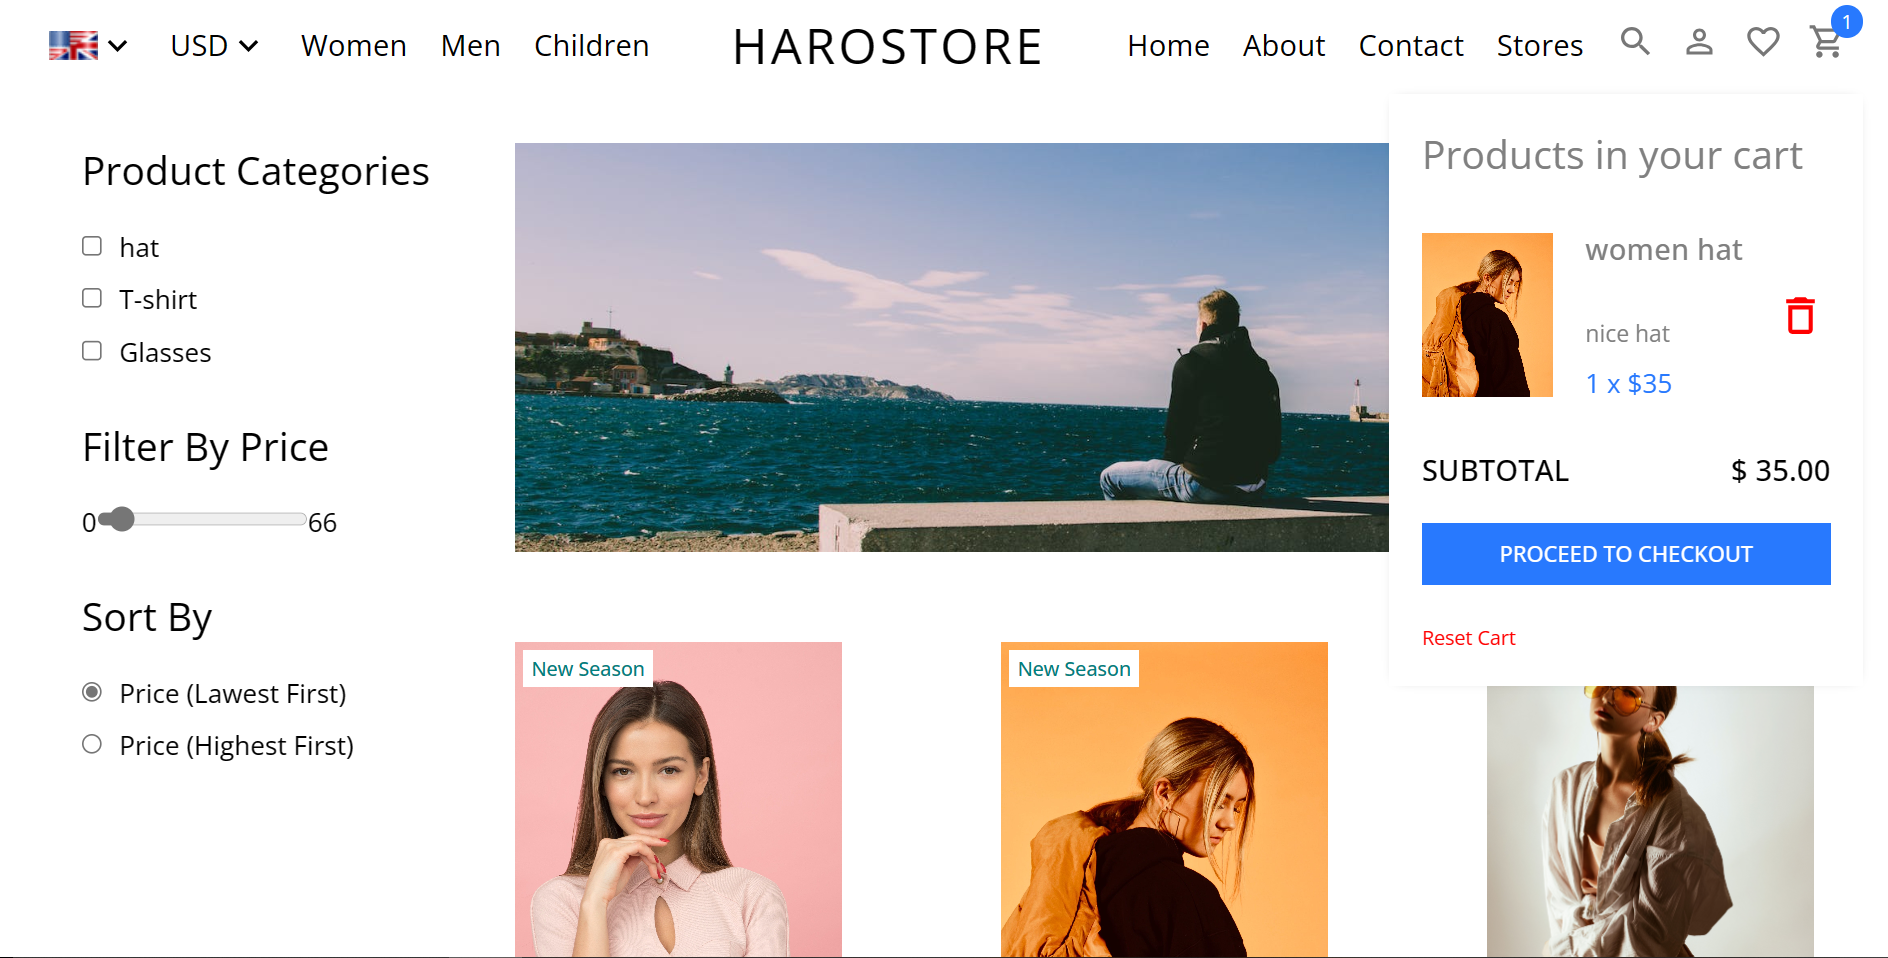 USD Women Men Children HAROSTORE Home About Contact Stores 1
Product Categories
hat
T-shirt
Glasses
Filter By Price
0 66
Sort By
Price (Lawest First)
Price (Highest First)
Products in your cart
women hat
nice hat
1 x $35
SUBTOTAL $ 35.00
PROCEED TO CHECKOUT
Reset Cart
New Season
New Season